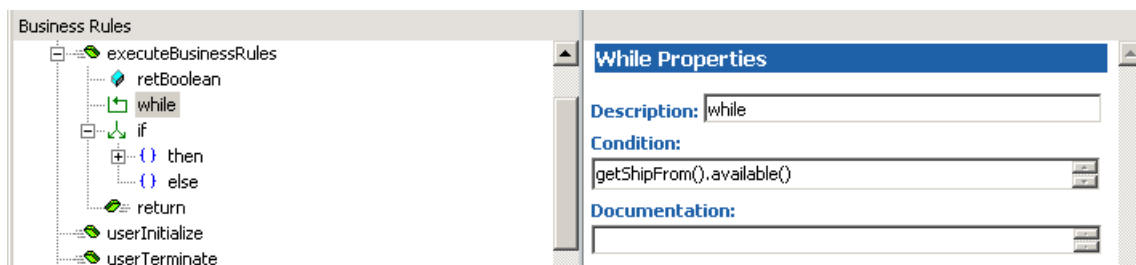 Business Rules
executeBusinessRules
retBoolean
while
if
{ } then
{ } else
return
userInitialize
userTerminate
While Properties
Description: while
Condition:
getShipFrom().available()
Documentation: